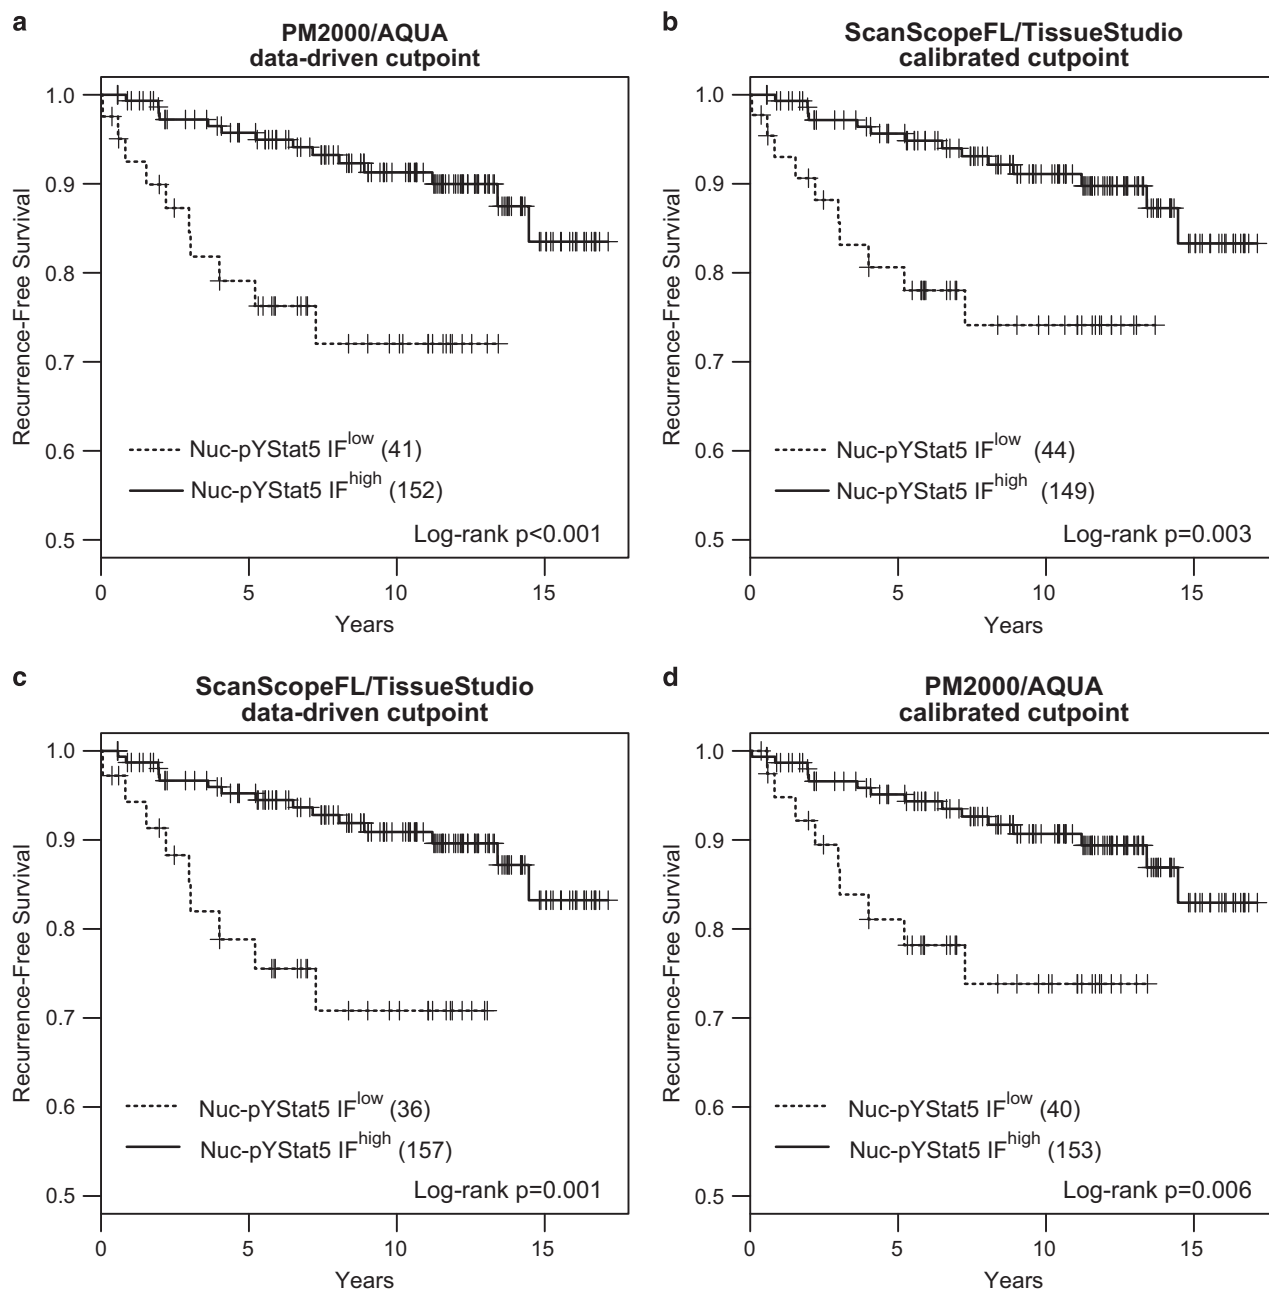 a
PM2000/AQUA
data-driven cutpoint
Recurrence-Free Survival
1.0
0.9
0.8
0.7
0.6
0.5
Nuc-pYStat5 IFlow (41)
Nuc-pYStat5 IFhigh (152)
Log-rank p<0.001
0 5 10 15
Years
b
ScanScopeFL/TissueStudio
calibrated cutpoint
Recurrence-Free Survival
1.0
0.9
0.8
0.7
0.6
0.5
Nuc-pYStat5 IFlow (44)
Nuc-pYStat5 IFhigh (149)
Log-rank p=0.003
0 5 10 15
Years
c
ScanScopeFL/TissueStudio
data-driven cutpoint
Recurrence-Free Survival
1.0
0.9
0.8
0.7
0.6
0.5
Nuc-pYStat5 IFlow (36)
Nuc-pYStat5 IFhigh (157)
Log-rank p=0.001
0 5 10 15
Years
d
PM2000/AQUA
calibrated cutpoint
Recurrence-Free Survival
1.0
0.9
0.8
0.7
0.6
0.5
Nuc-pYStat5 IFlow (40)
Nuc-pYStat5 IFhigh (153)
Log-rank p=0.006
0 5 10 15
Years